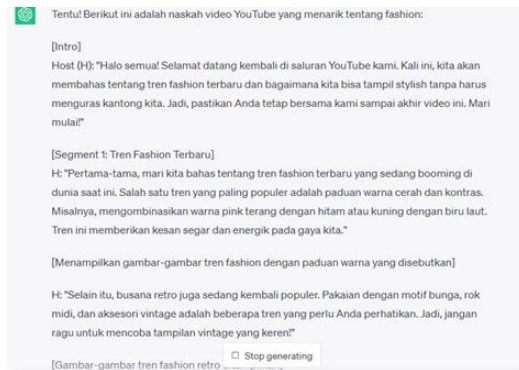 Tentu! Berikut ini adalah naskah video YouTube yang menarik tentang fashion:
[Intro]
Host (H): "Halo semua! Selamat datang kembali di saluran YouTube kami. Kali ini, kita akan
membahas tentang tren fashion terbaru dan bagaimana kita bisa tampil stylish tanpa harus
menguras kantong kita. Jadi, pastikan Anda tetap bersama kami sampai akhir video ini. Mari
mulai!"
[Segment 1: Tren Fashion Terbaru]
H: "Pertama-tama, mari kita bahas tentang tren fashion terbaru yang sedang booming di
dunia saat ini. Salah satu tren yang paling populer adalah paduan warna cerah dan kontras.
Misalnya, mengombinasikan warna pink terang dengan hitam atau kuning dengan biru laut.
Tren ini memberikan kesan segar dan energik pada gaya kita."
[Menampilkan gambar-gambar tren fashion dengan paduan warna yang disebutkan]
H: "Selain itu, busana retro juga sedang kembali populer. Pakaian dengan motif bunga, rok
midi, dan aksesori vintage adalah beberapa tren yang perlu Anda perhatikan. Jadi, jangan
ragu untuk mencoba tampilan vintage yang keren!"
Stop generating
[Gambar-gambar tren fashion retro